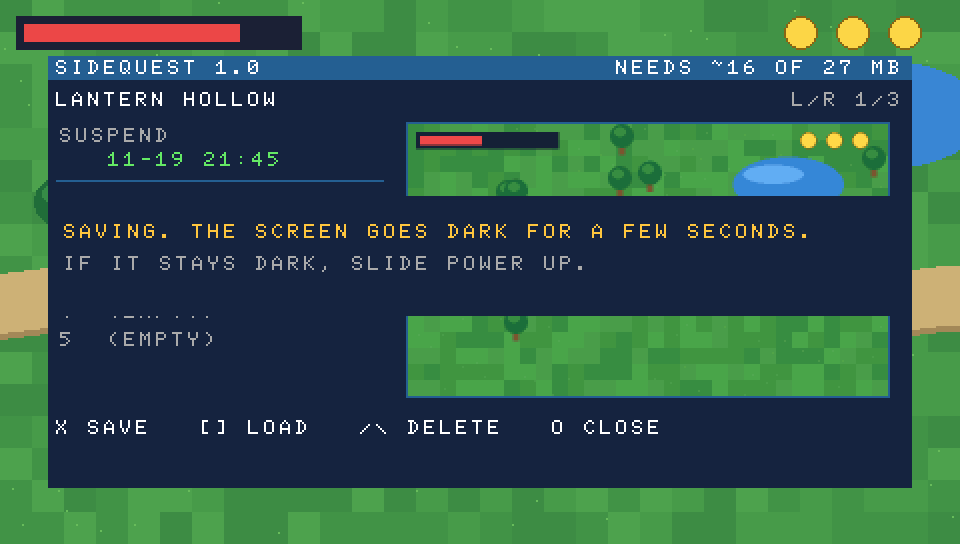 SIDEQUEST 1.0 NEEDS ~16 OF 27 MB
LANTERN HOLLOW L/R 1/3
SUSPEND
11-19 21:45
SAVING. THE SCREEN GOES DARK FOR A FEW SECONDS.
IF IT STAYS DARK, SLIDE POWER UP.
5 (EMPTY)
X SAVE [] LOAD /\ DELETE O CLOSE